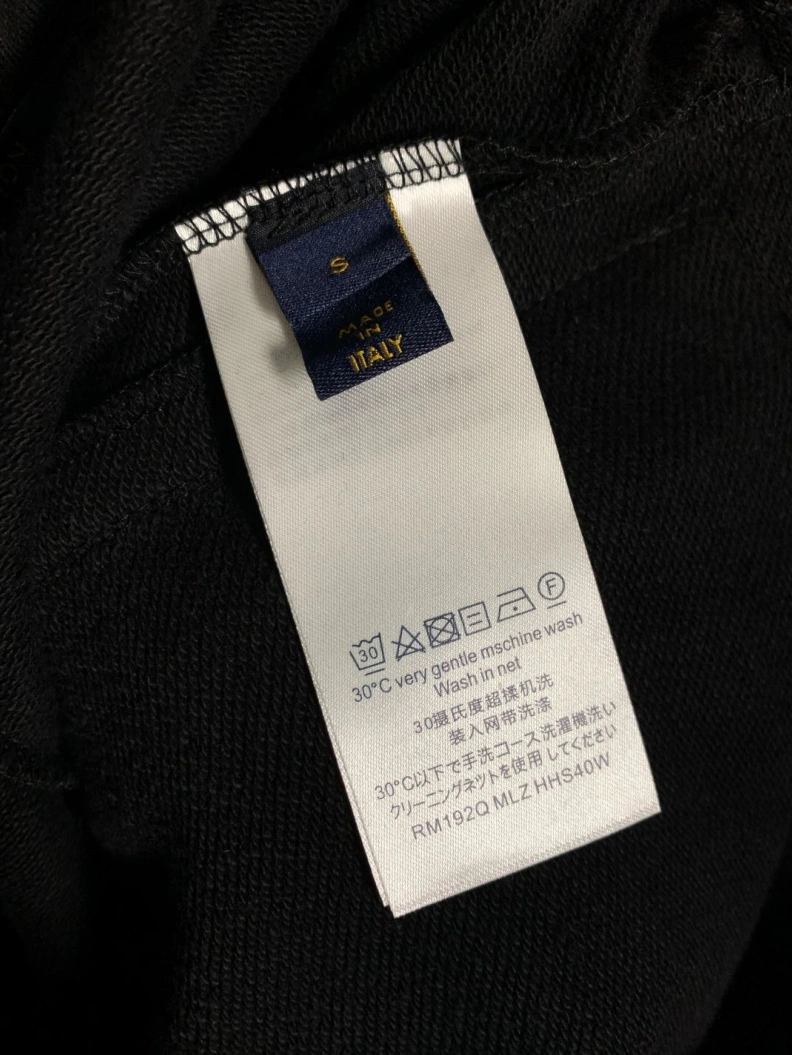 S
MADE
IN
ITALY
30
F
30°C very gentle mschine wash
Wash in net
30摄氏度超揉机洗
装入网带洗涤
30°C以下で手洗コース洗濯機洗い
クリーニングネットを使用してください
RM192Q MLZ HHS40W